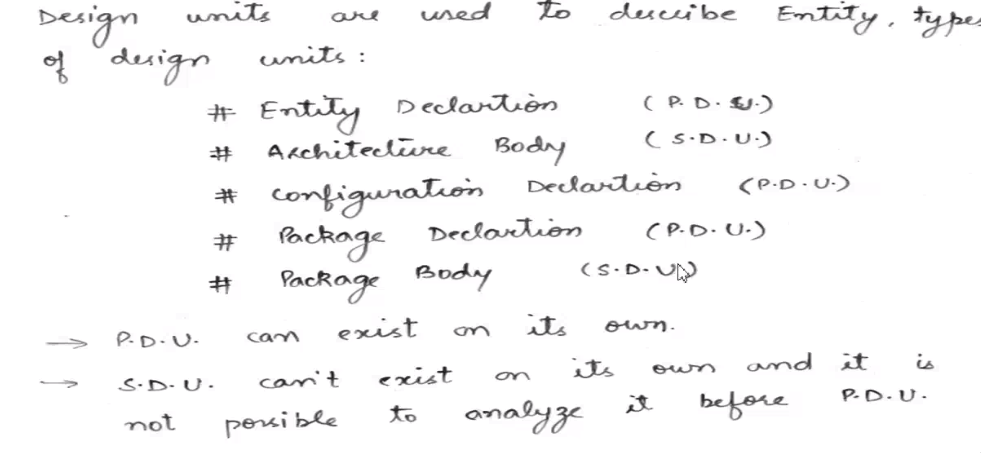 Design units are used to describe Entity, types
of design units :
# Entity Declartion (P.D.U.)
# Architecture Body (S.D.U.)
# Configuration Declartion (P.D.U.)
# Package Declartion (P.D.U.)
# Package Body (S.D.U)
→ P.D.U. can exist on its own.
→ S.D.U. can't exist on its own and it is
not possible to analyze it before P.D.U.